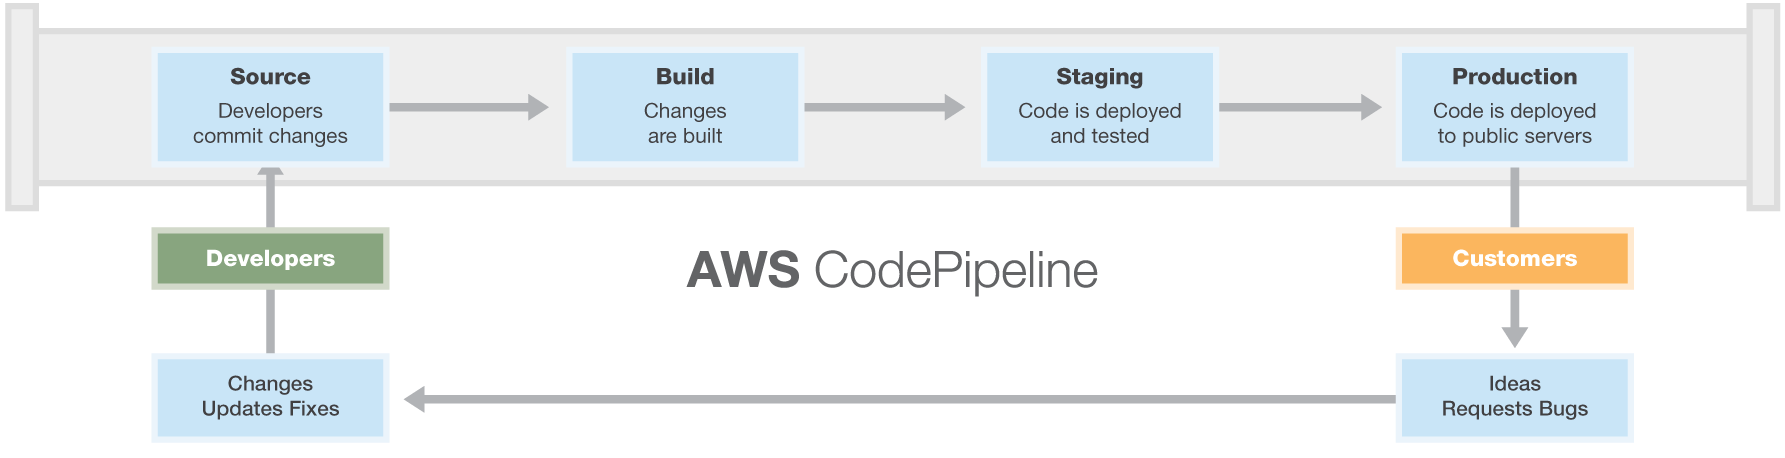 Source
Developers
commit changes
Build
Changes
are built
Staging
Code is deployed
and tested
Production
Code is deployed
to public servers
Developers
AWS CodePipeline
Customers
Changes
Updates Fixes
Ideas
Requests Bugs